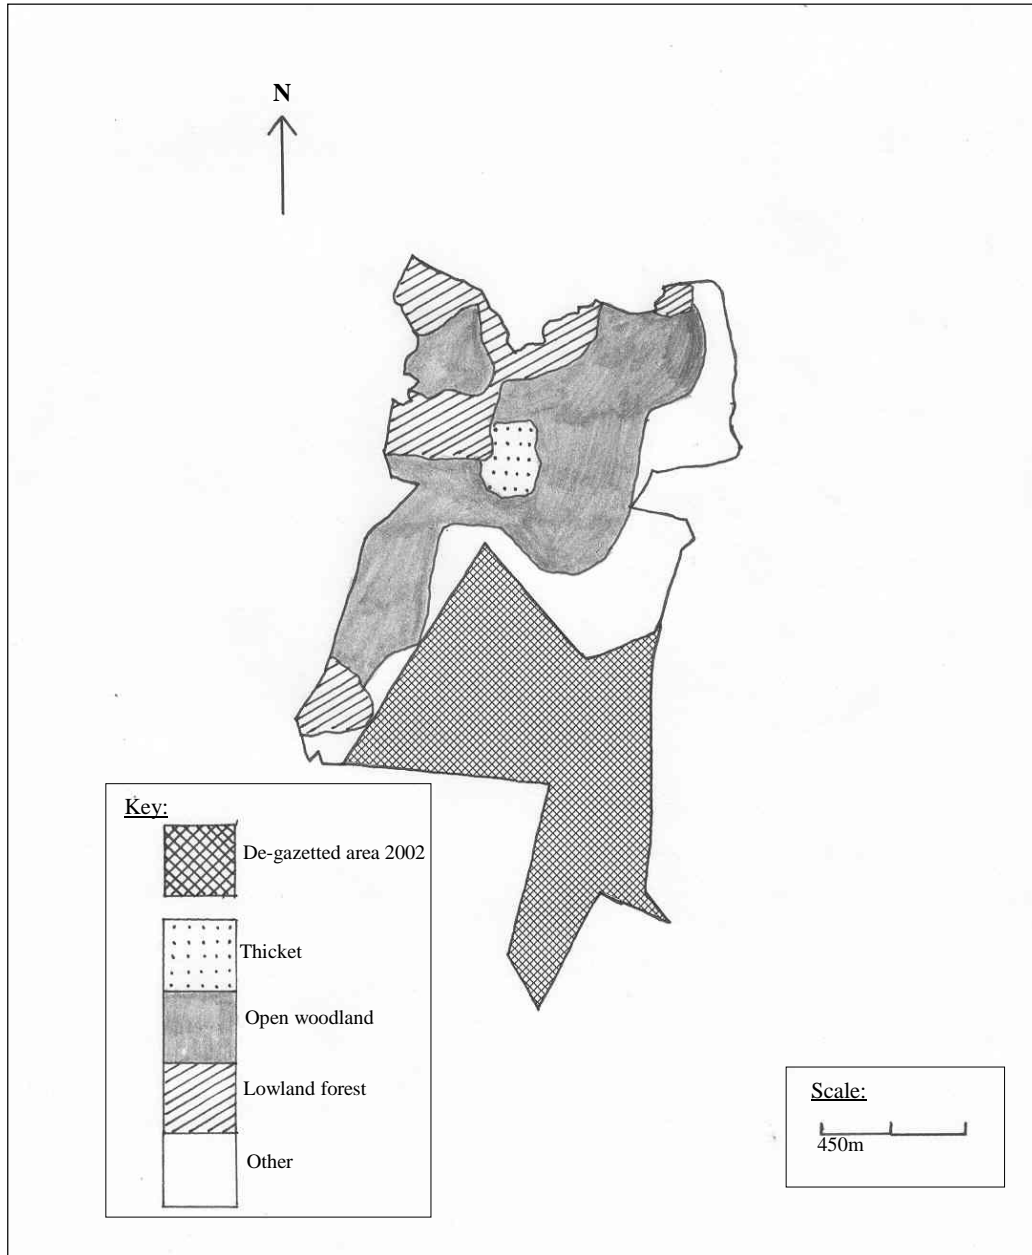 N
Key:
De-gazetted area 2002
Thicket
Open woodland
Lowland forest
Other
Scale:
450m